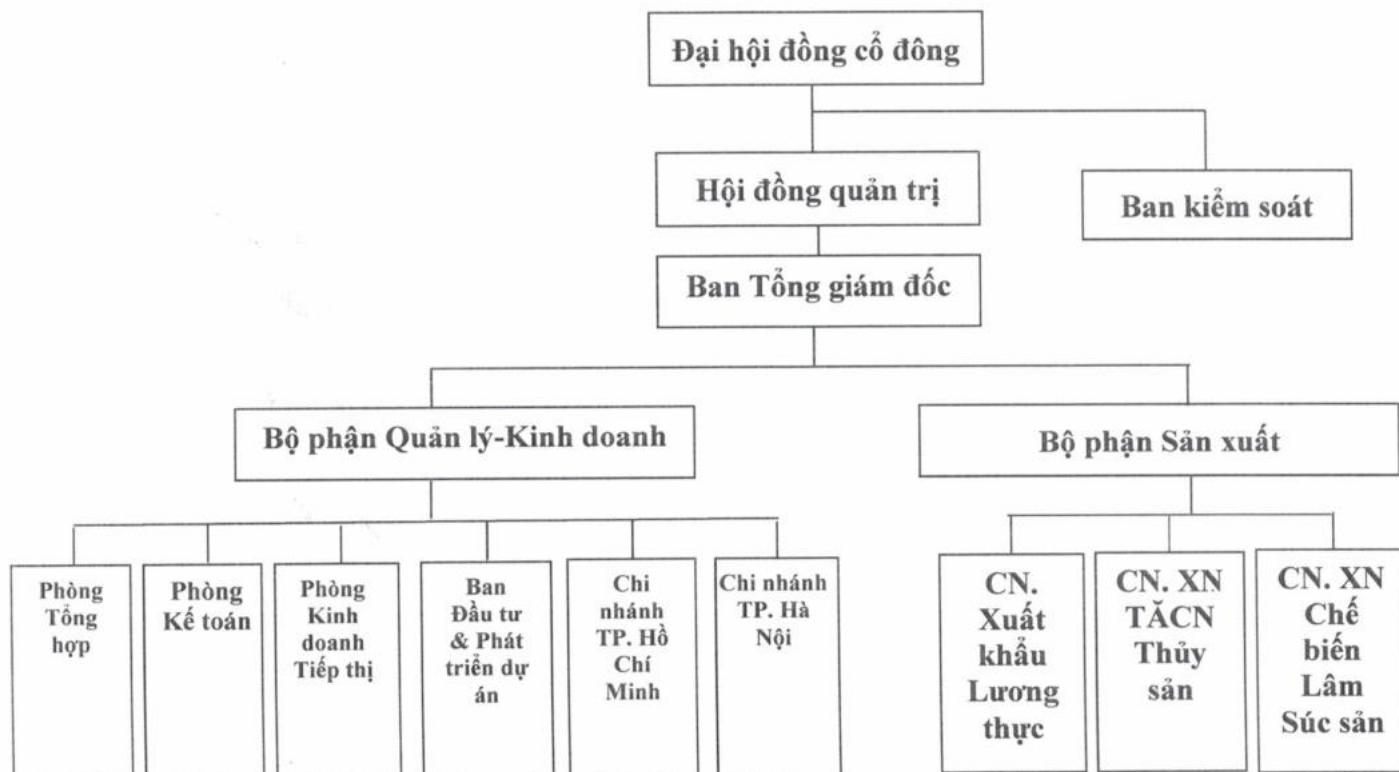 Đại hội đồng cổ đông
Hội đồng quản trị
Ban kiểm soát
Ban Tổng giám đốc
Bộ phận Quản lý-Kinh doanh
Bộ phận Sản xuất
Phòng
Tổng
hợp
Phòng
Kế toán
Phòng
Kinh
doanh
Tiếp thị
Ban
Đầu tư
& Phát
triển dự
án
Chi
nhánh
TP. Hồ
Chí
Minh
Chi nhánh
TP. Hà
Nội
CN.
Xuất
khẩu
Lương
thực
CN. XN
TĂCN
Thủy
sản
CN. XN
Chế
biến
Lâm
Súc sản